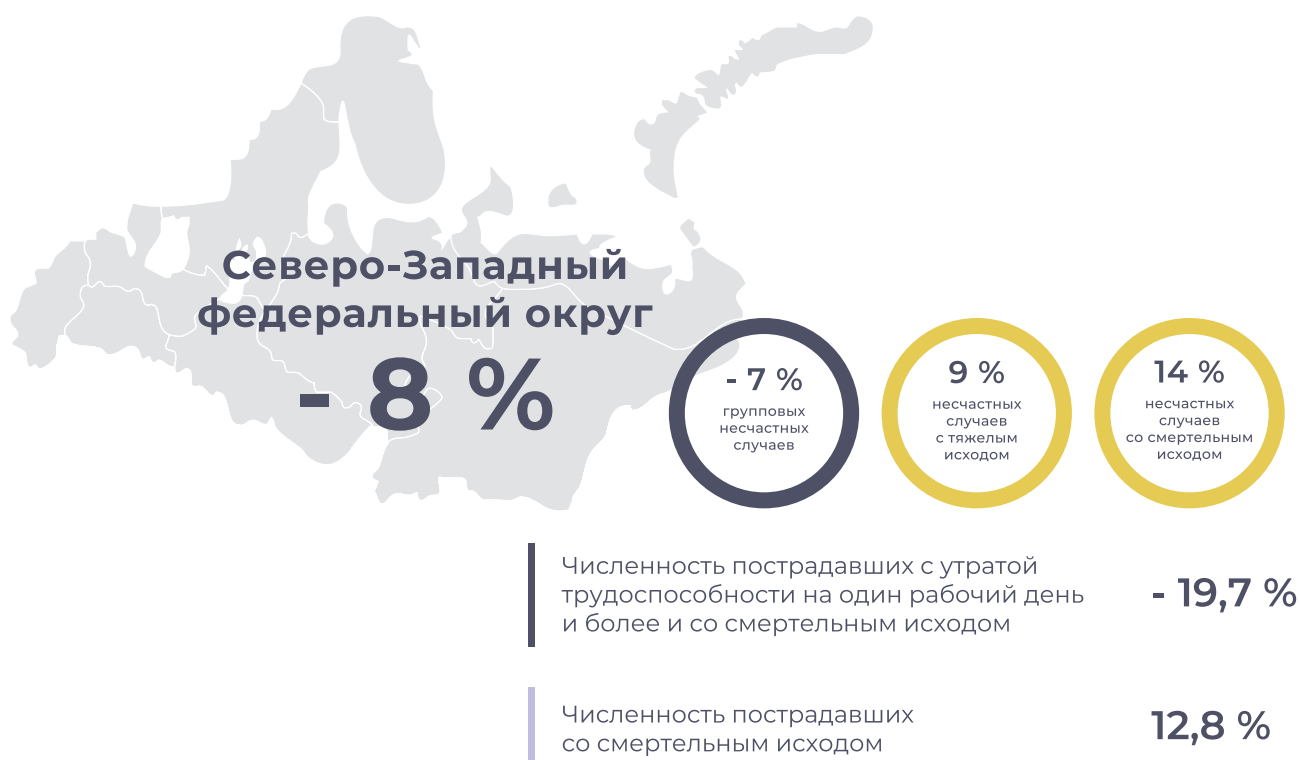 Северо-Западный
федеральный округ
- 8 %
- 7 %
групповых
несчастных
случаев
9 %
несчастных
случаев
с тяжелым
исходом
14 %
несчастных
случаев
со смертельным
исходом
Численность пострадавших с утратой
трудоспособности на один рабочий день
и более и со смертельным исходом
- 19,7 %
Численность пострадавших
со смертельным исходом
12,8 %